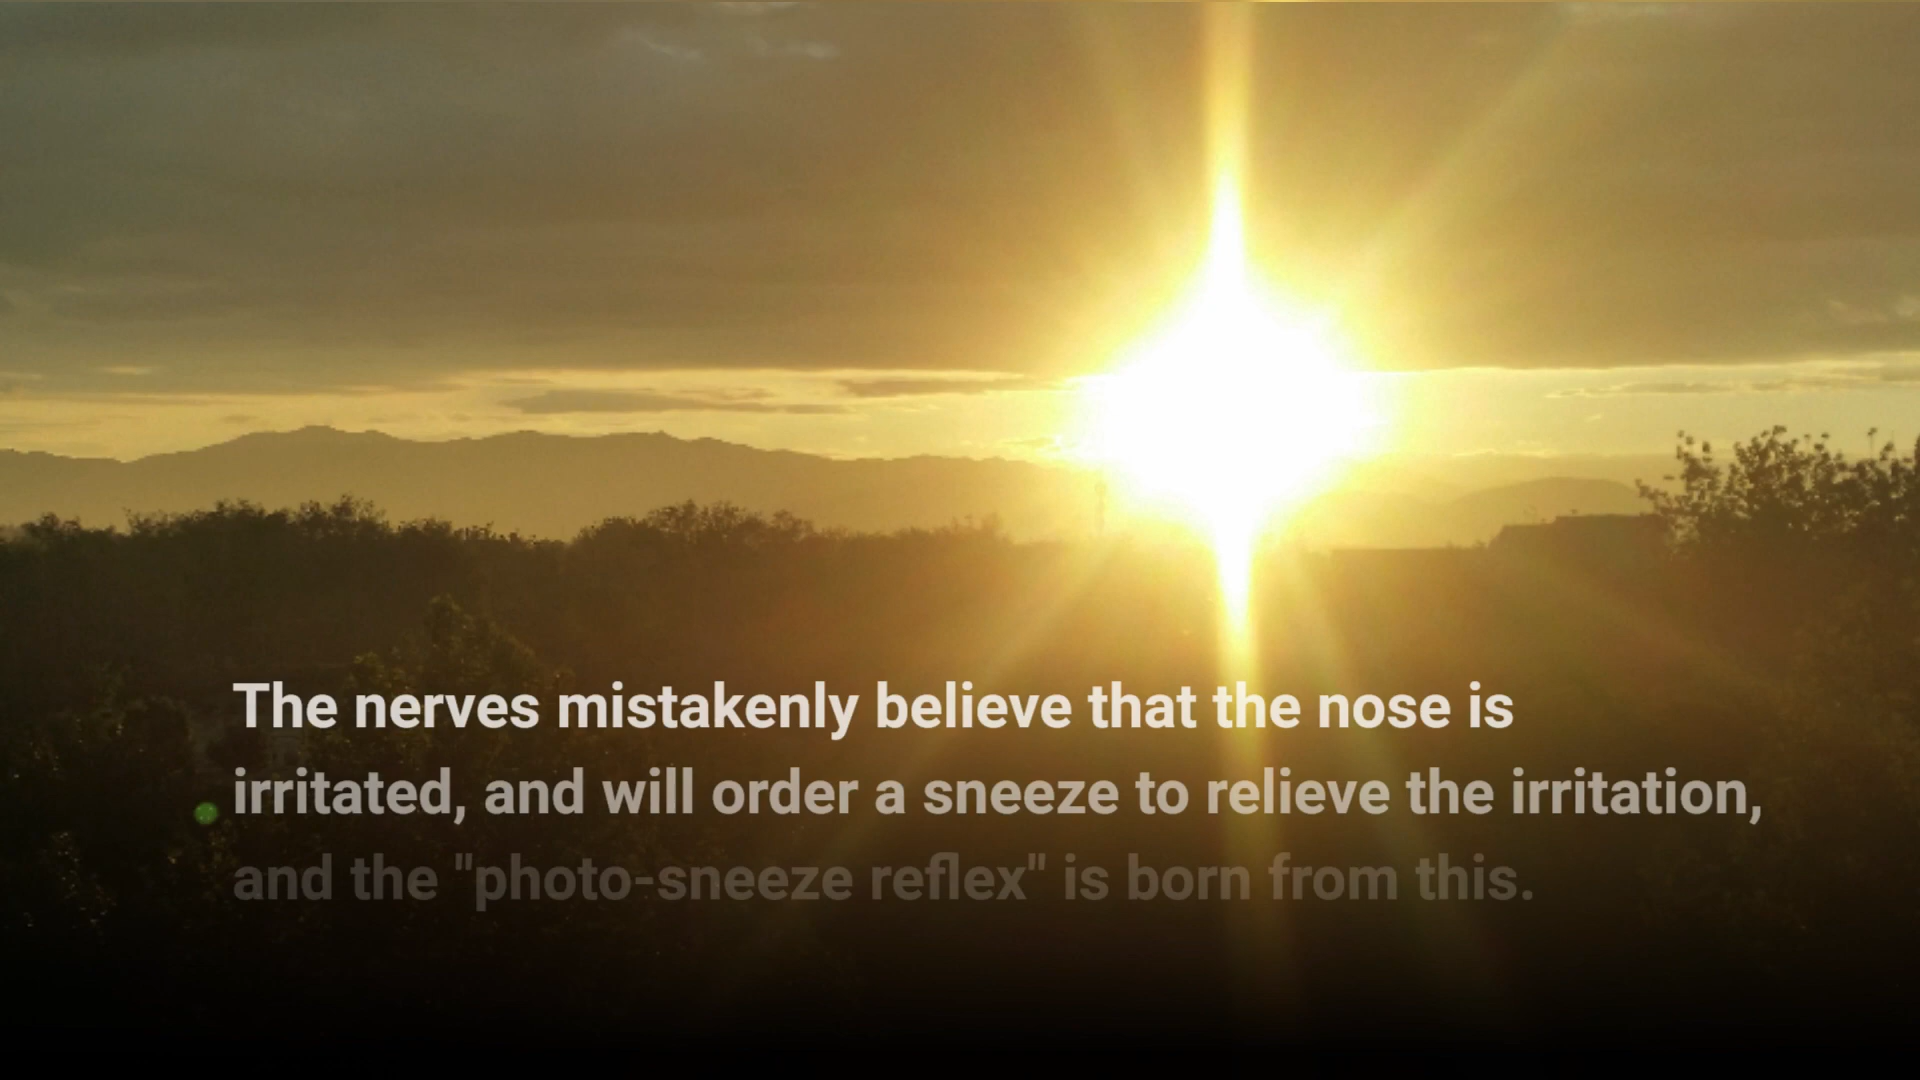 The nerves mistakenly believe that the nose is
irritated, and will order a sneeze to relieve the irritation,
and the "photo-sneeze reflex" is born from this.